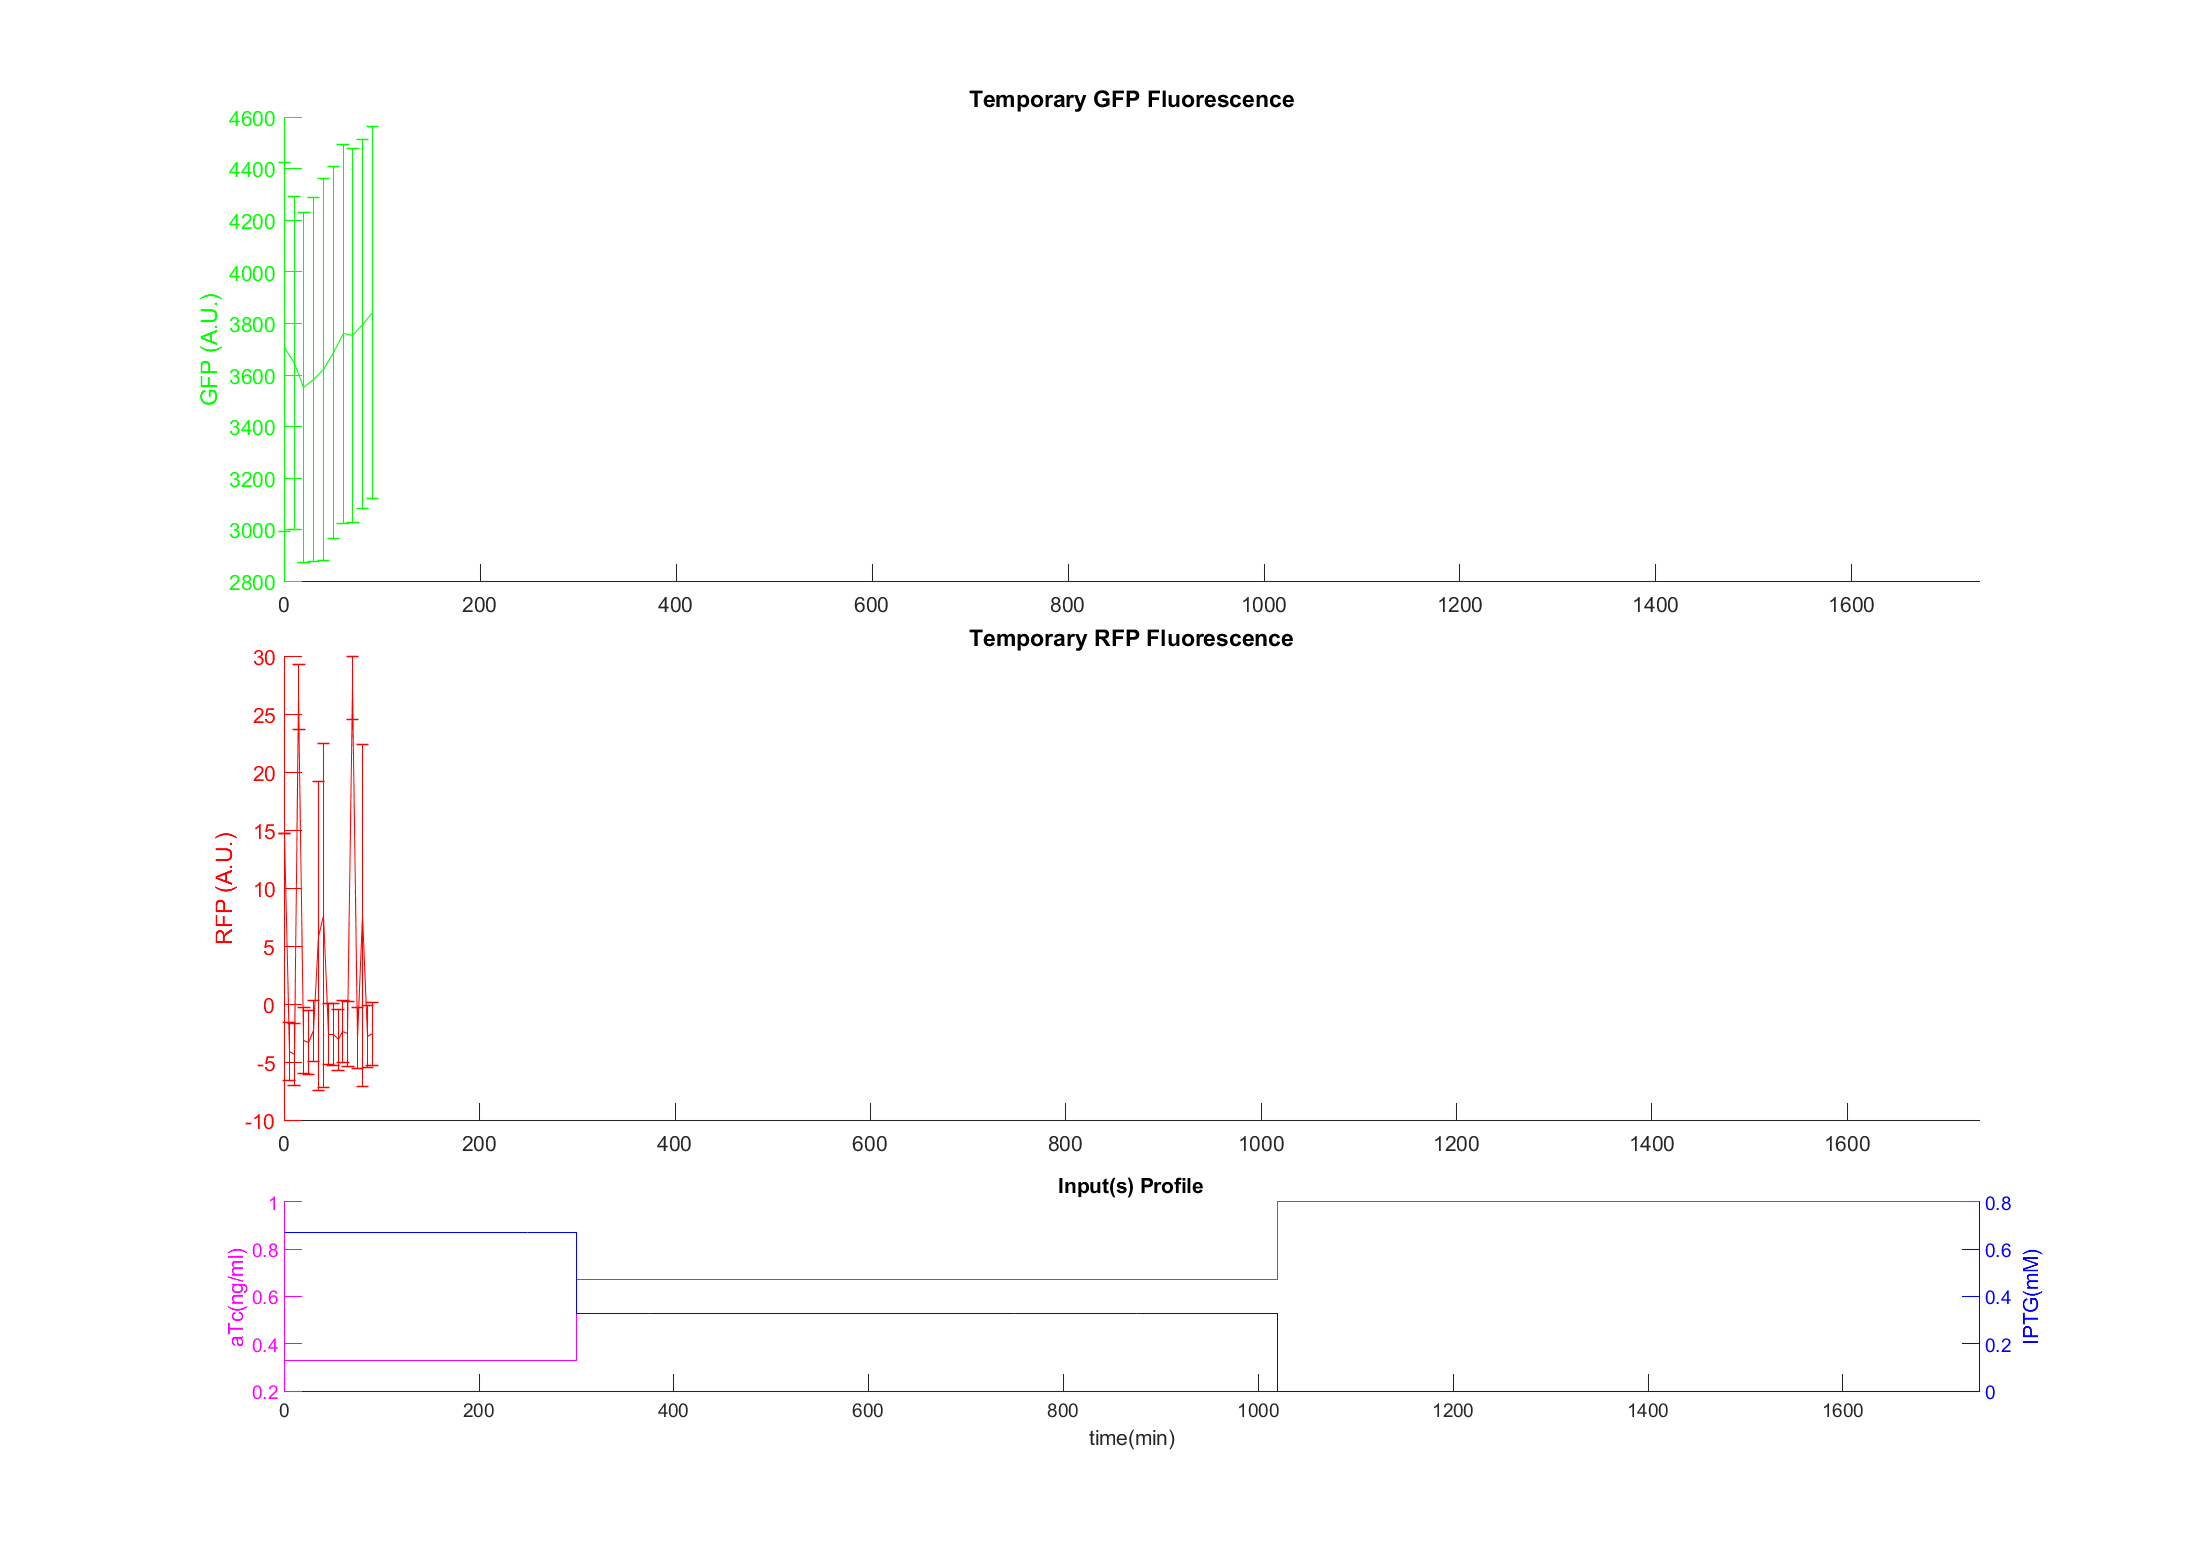 Temporary GFP Fluorescence
4600
4400
4200
4000
3800
3600
3400
3200
3000
2800
GFP (A.U.)
0 200 400 600 800 1000 1200 1400 1600
Temporary RFP Fluorescence
30
25
20
15
10
5
0
-5
-10
RFP (A.U.)
0 200 400 600 800 1000 1200 1400 1600
Input(s) Profile
1
0.8
0.6
0.4
0.2
aTc(ng/ml)
0.8
0.6
0.4
0.2
0
IPTG(mM)
0 200 400 600 800 1000 1200 1400 1600
time(min)